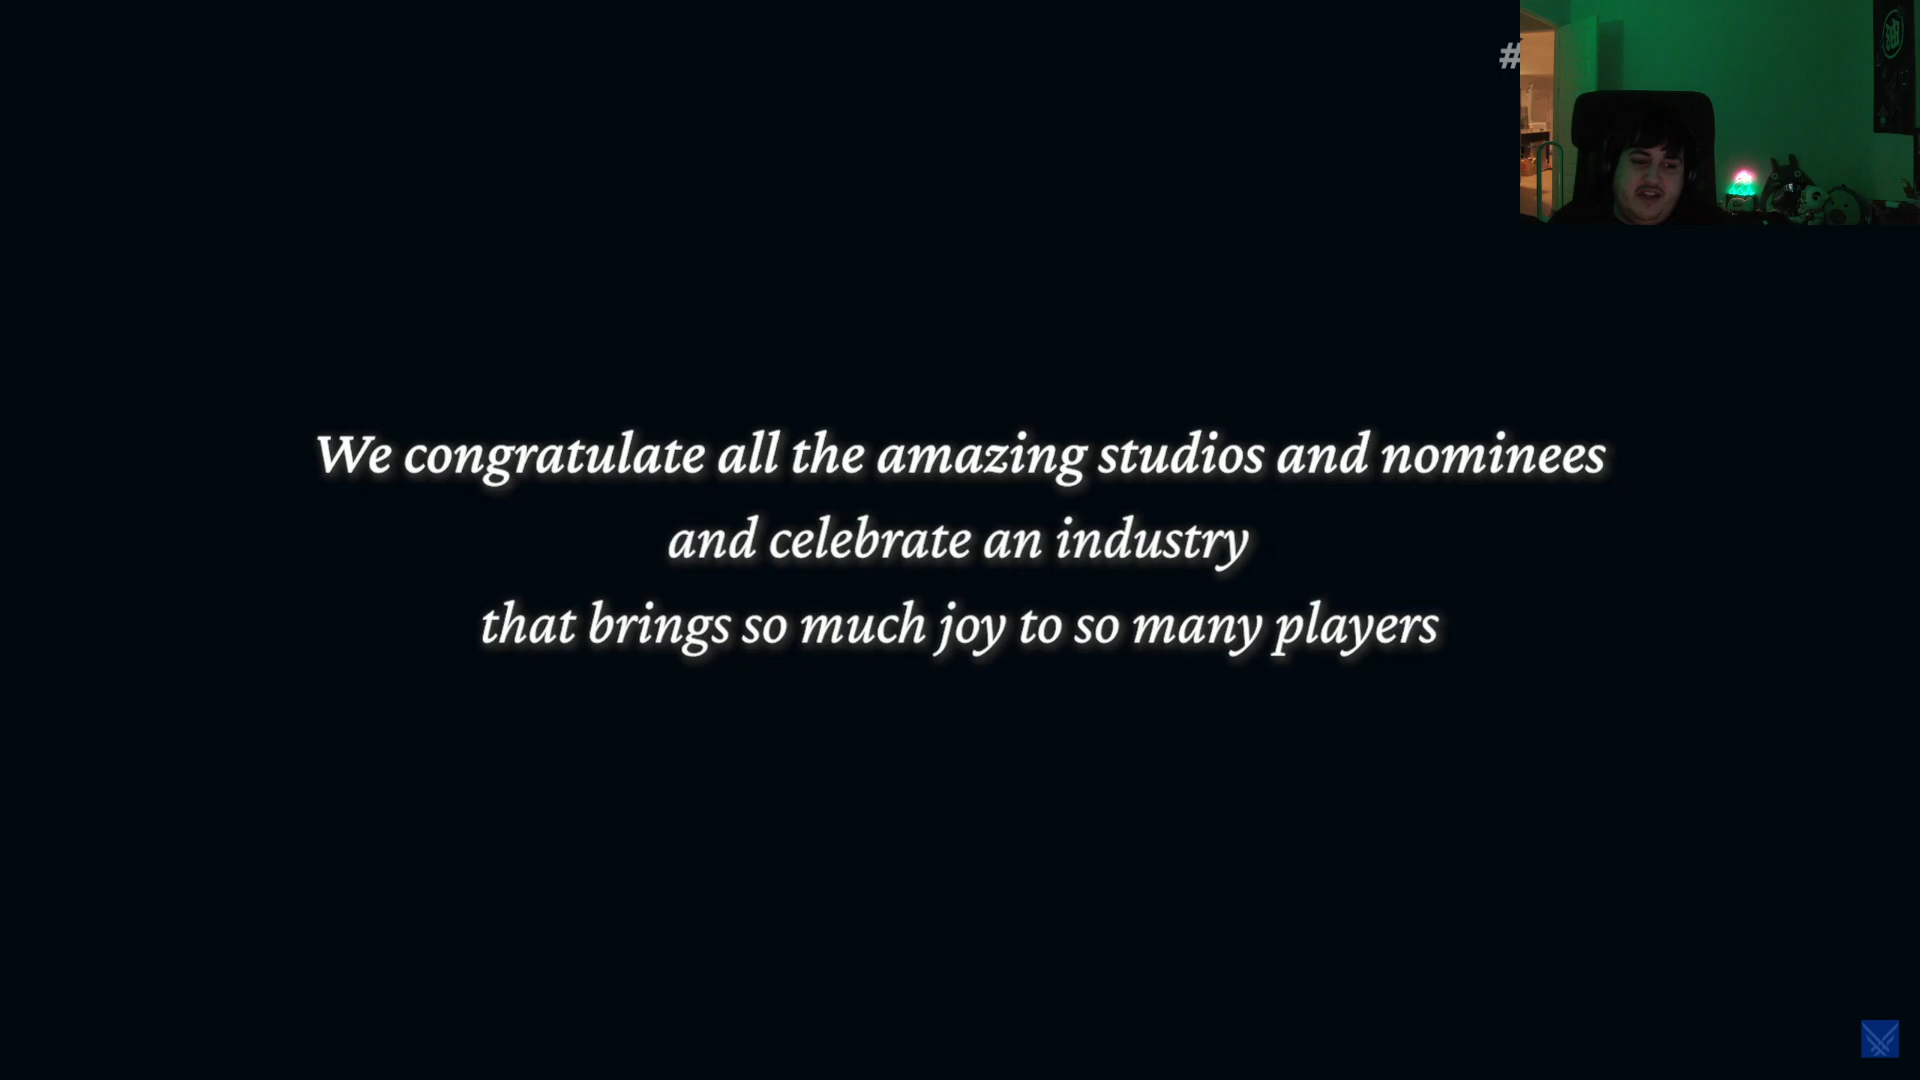 #
We congratulate all the amazing studios and nominees
and celebrate an industry
that brings so much joy to so many players